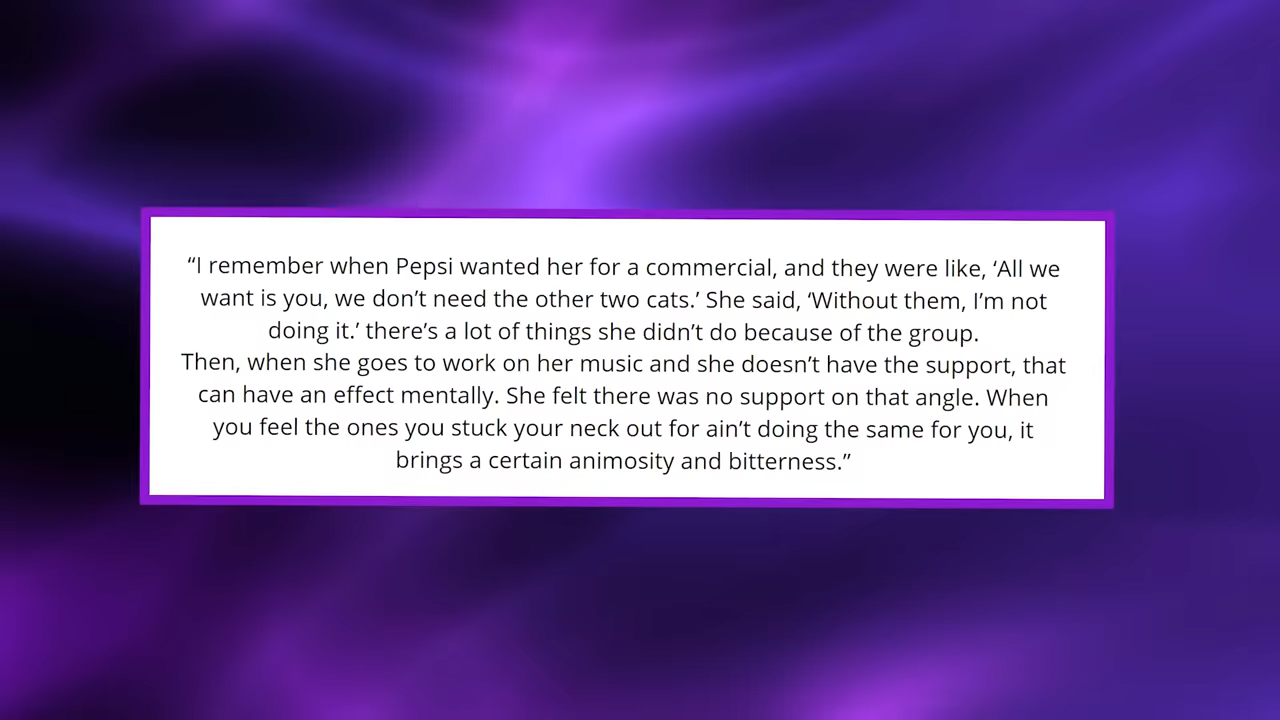 “I remember when Pepsi wanted her for a commercial, and they were like, ‘All we
want is you, we don’t need the other two cats.’ She said, ‘Without them, I’m not
doing it.’ there’s a lot of things she didn’t do because of the group.
Then, when she goes to work on her music and she doesn’t have the support, that
can have an effect mentally. She felt there was no support on that angle. When
you feel the ones you stuck your neck out for ain’t doing the same for you, it
brings a certain animosity and bitterness.”